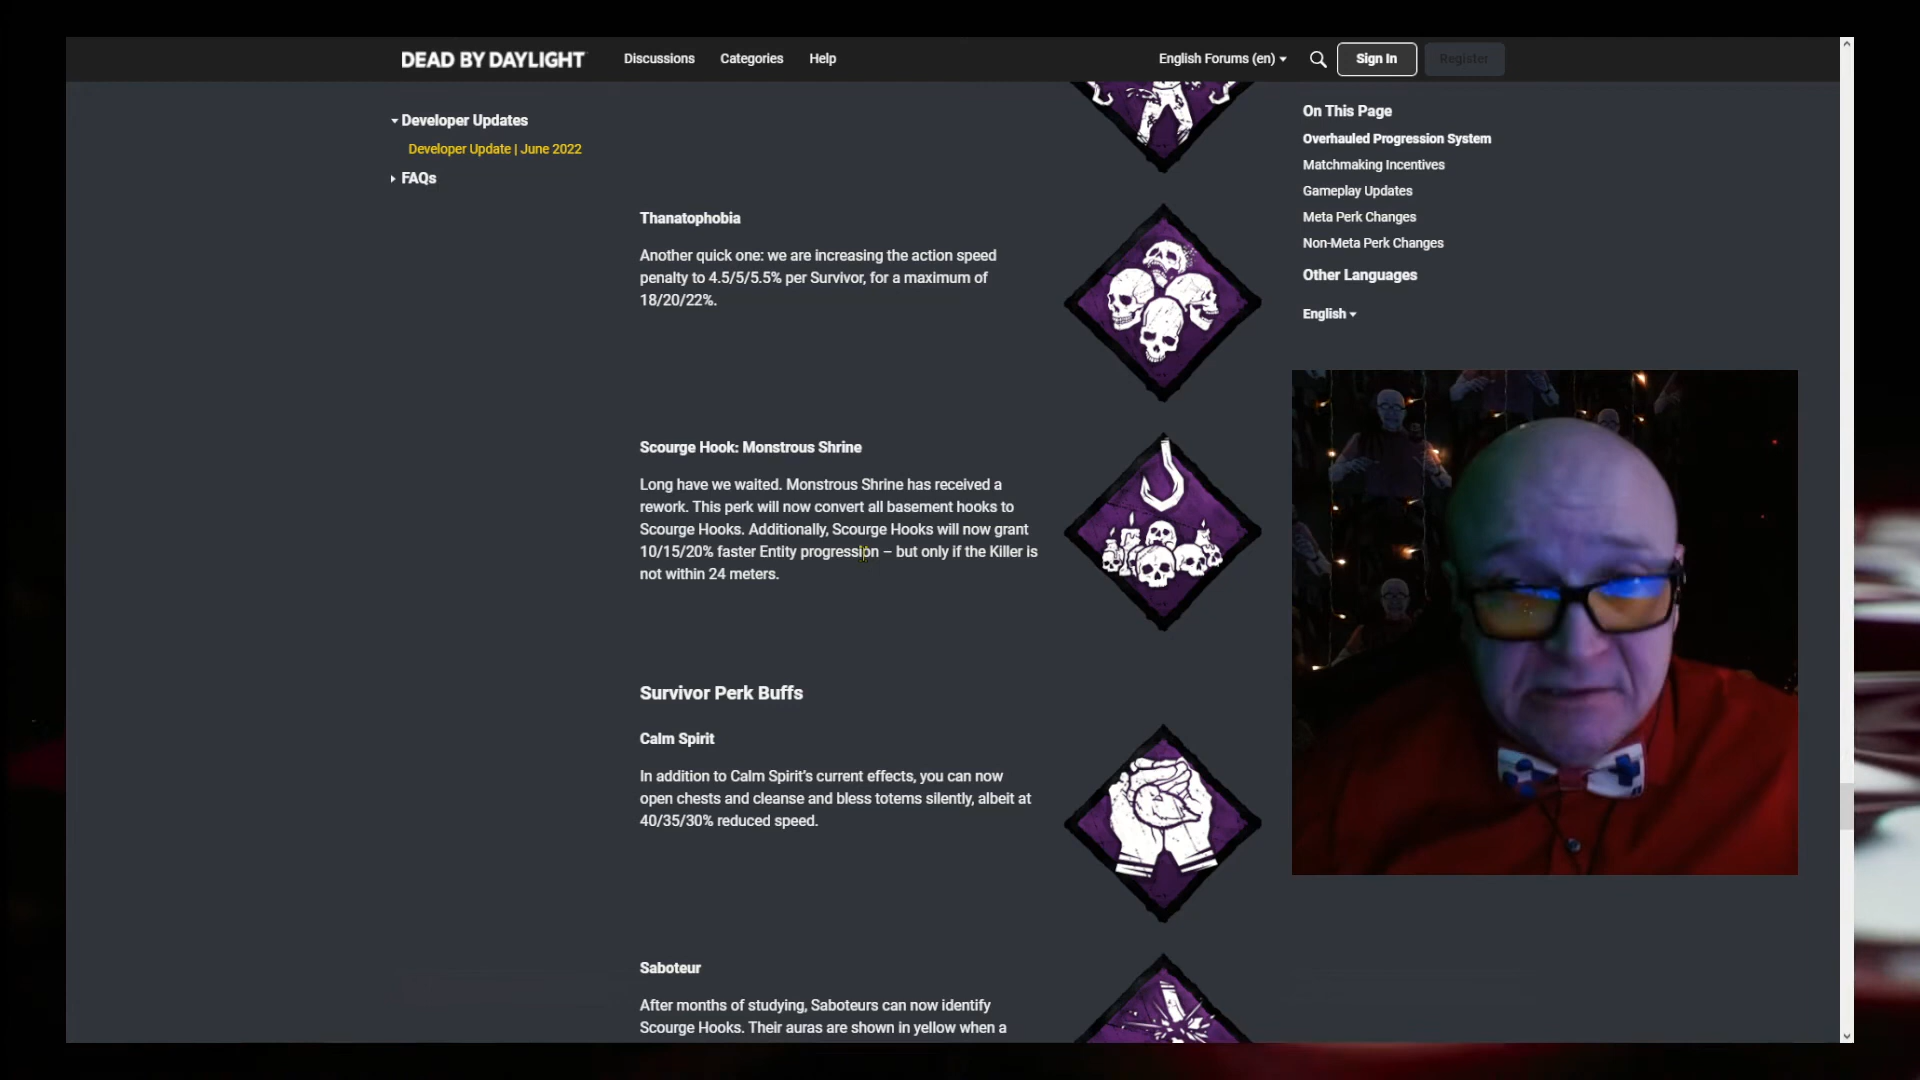 DEAD BY DAYLIGHT
Discussions
Categories
Help
English Forums (en)
Sign In
Register
Developer Updates
Developer Update | June 2022
FAQs
Thanatophobia
Another quick one: we are increasing the action speed
penalty to 4.5/5/5.5% per Survivor, for a maximum of
18/20/22%.
Scourge Hook: Monstrous Shrine
Long have we waited. Monstrous Shrine has received a
rework. This perk will now convert all basement hooks to
Scourge Hooks. Additionally, Scourge Hooks will now grant
10/15/20% faster Entity progression – but only if the Killer is
not within 24 meters.
Survivor Perk Buffs
Calm Spirit
In addition to Calm Spirit's current effects, you can now
open chests and cleanse and bless totems silently, albeit at
40/35/30% reduced speed.
Saboteur
After months of studying, Saboteurs can now identify
Scourge Hooks. Their auras are shown in yellow when a
On This Page
Overhauled Progression System
Matchmaking Incentives
Gameplay Updates
Meta Perk Changes
Non-Meta Perk Changes
Other Languages
English